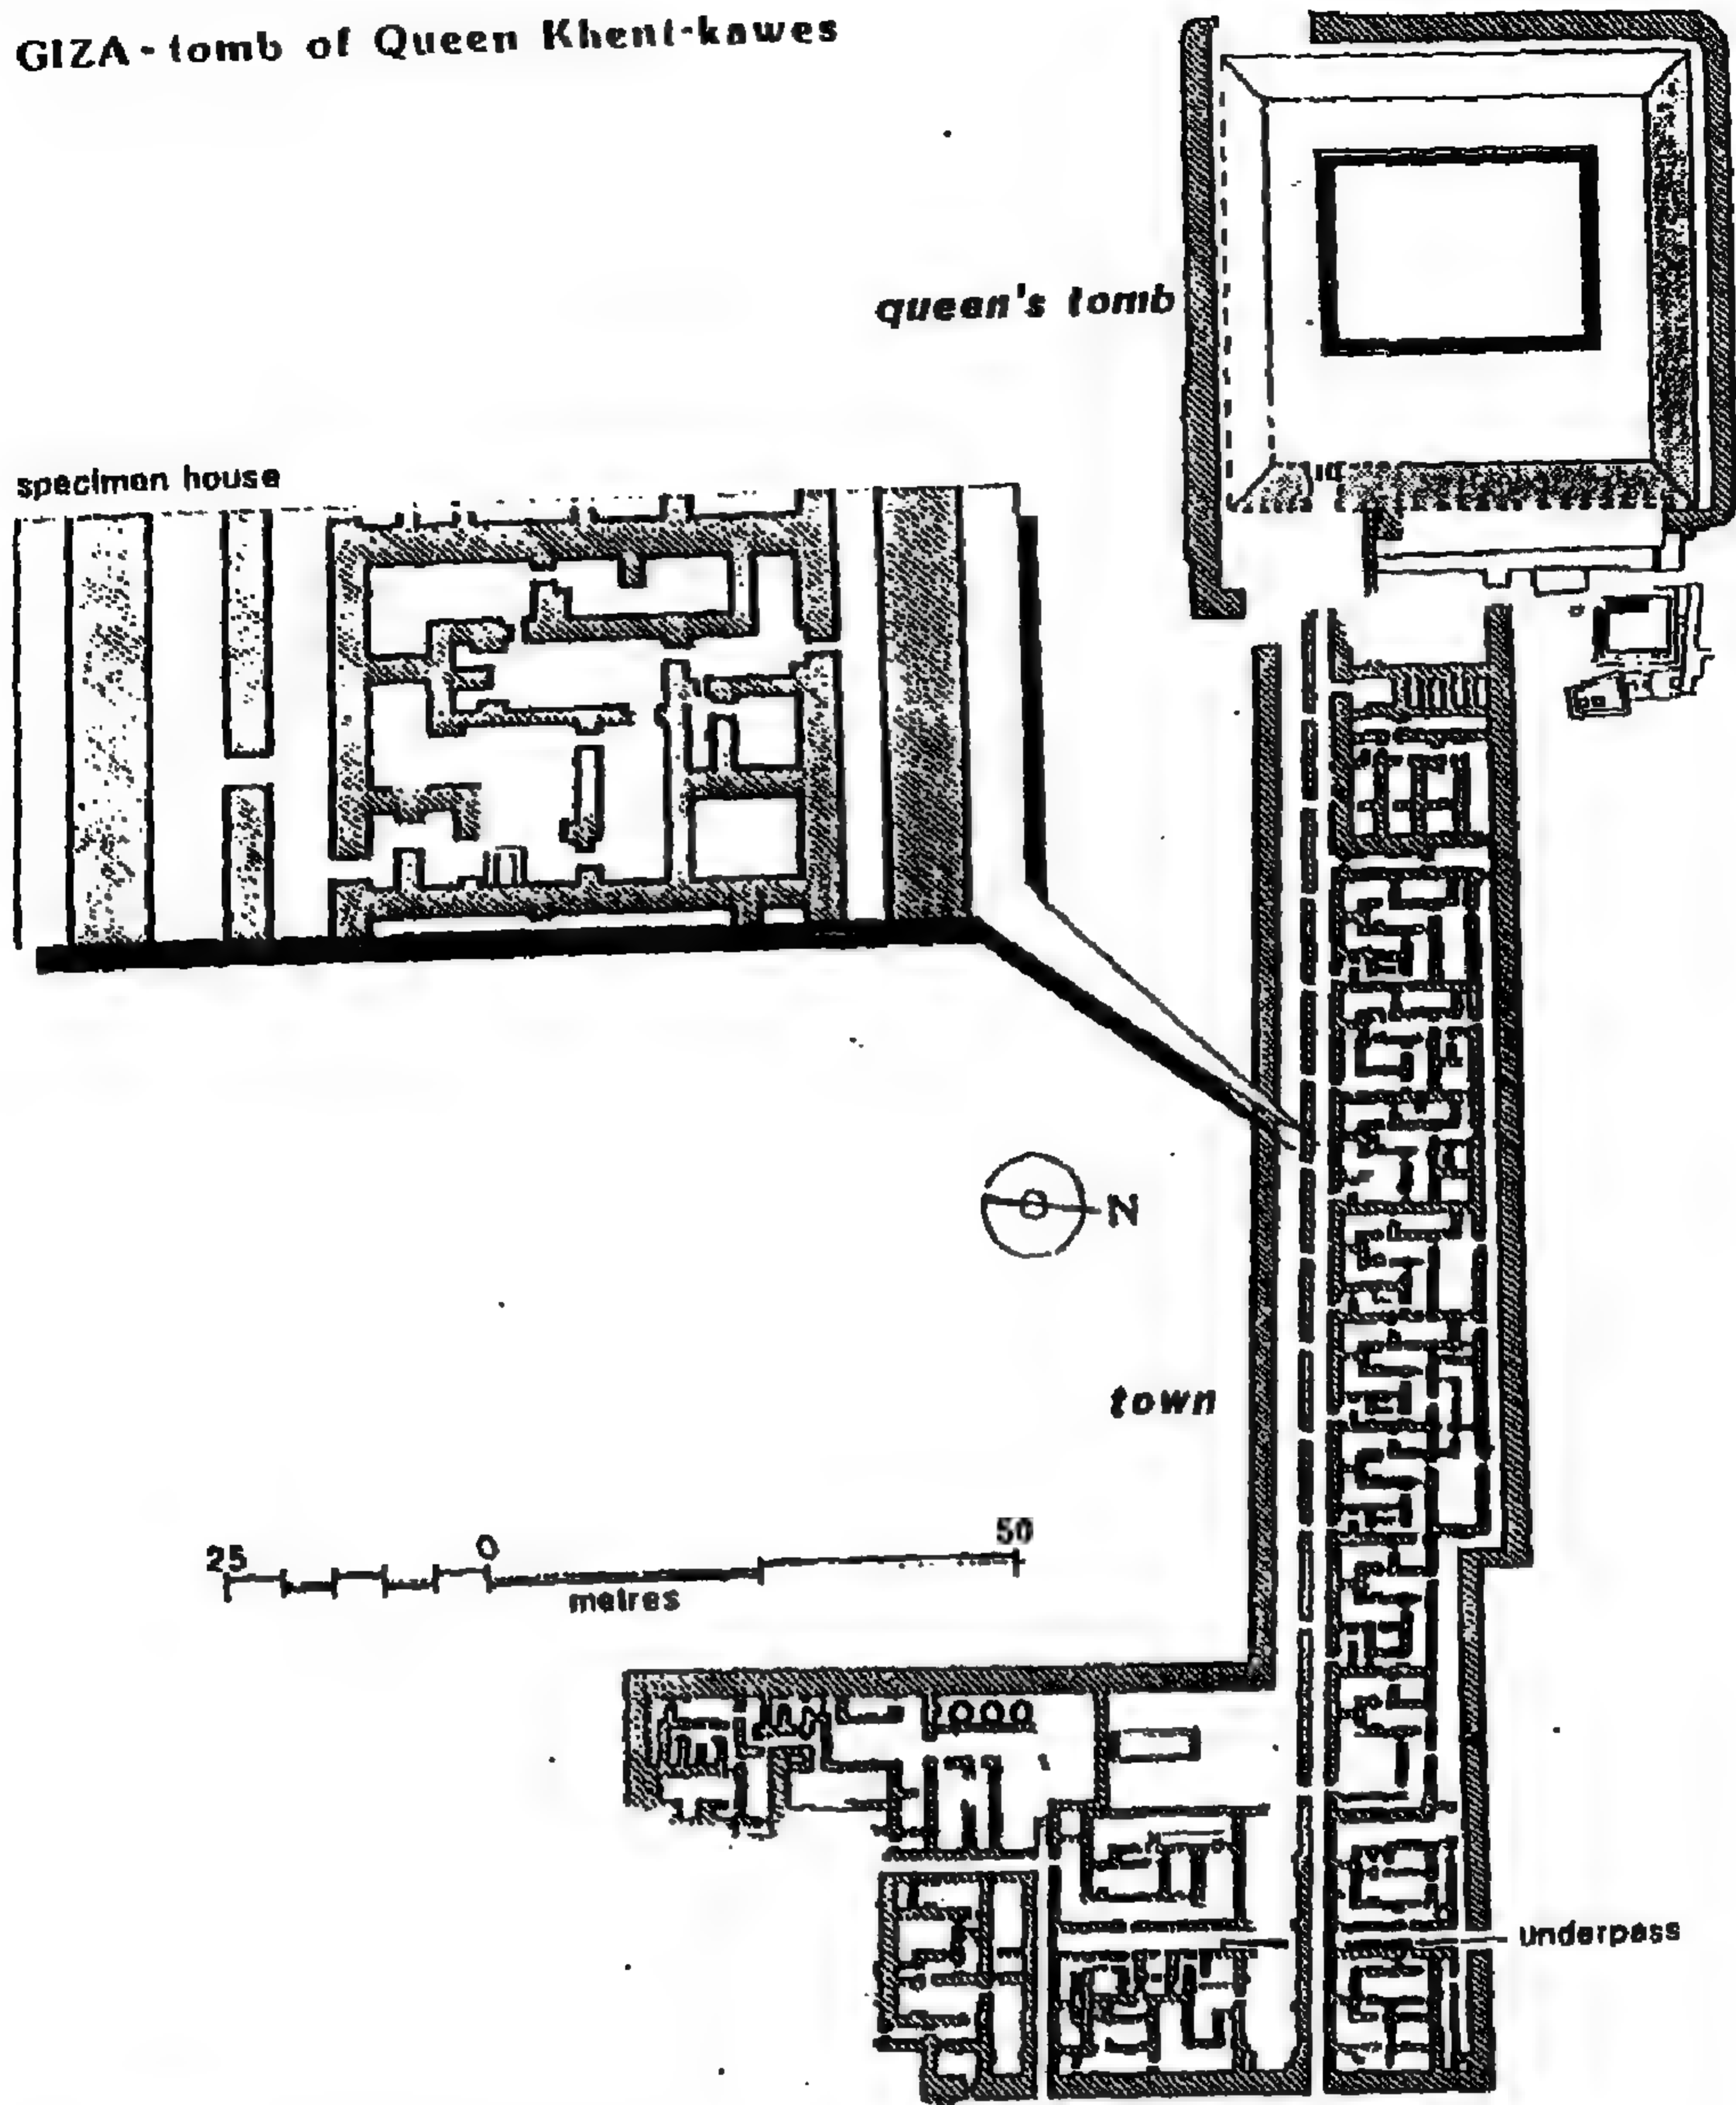 GIZA - tomb of Queen Khent-kawes
queen's tomb
specimen house
N
town
25 0 50
metres
underpass